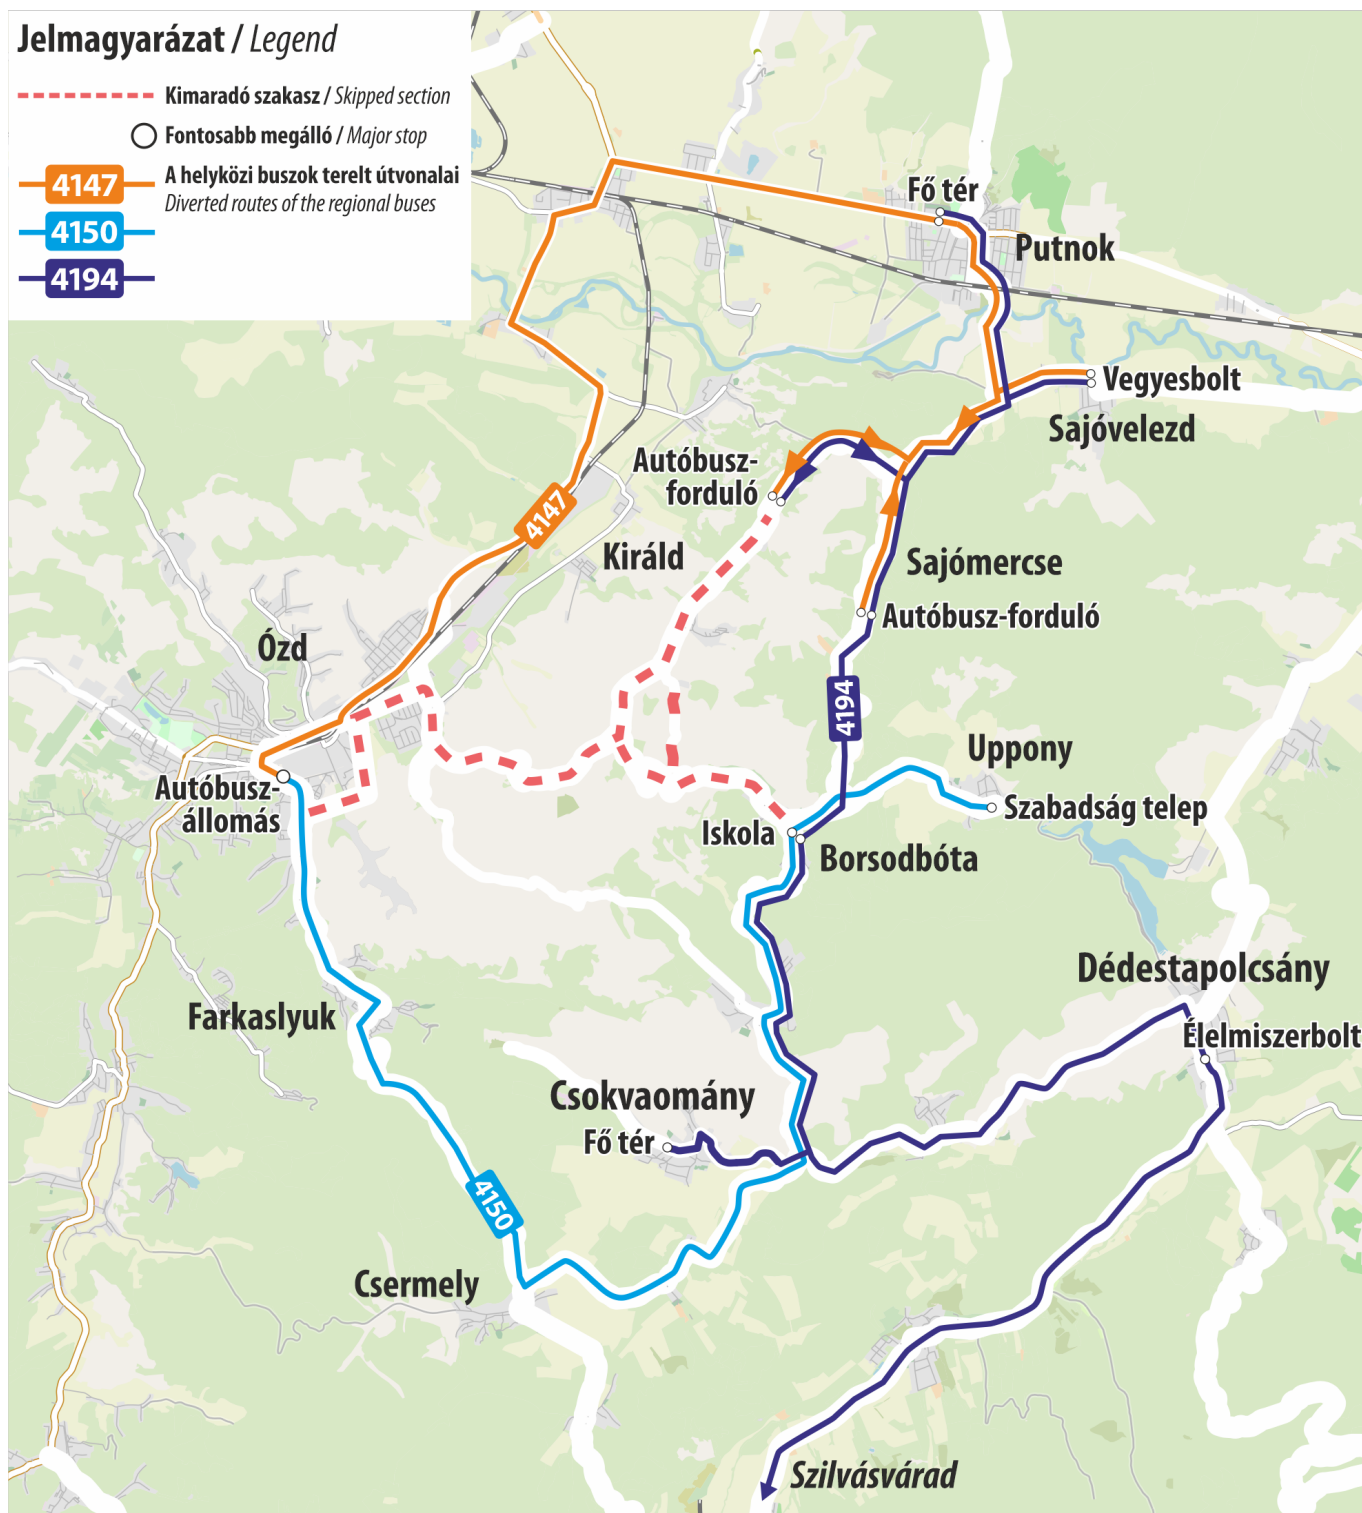 Jelmagyarázat / Legend
Kimaradó szakasz / Skipped section
Fontosabb megálló / Major stop
4147
A helyközi buszok terelt útvonalai
Diverted routes of the regional buses
4150
4194
Fő tér
Putnok
Vegyesbolt
Sajóvelezd
Autóbusz-
forduló
4147
Királd
Sajómercse
Autóbusz-forduló
Ózd
4194
Uppony
Autóbusz-
állomás
Szabadság telep
Iskola
Borsodbóta
Dédestapolcsány
Farkaslyuk
Élelmiszerbolt
Csokvaomány
Fő tér
4150
Csermely
Szilvásvárad